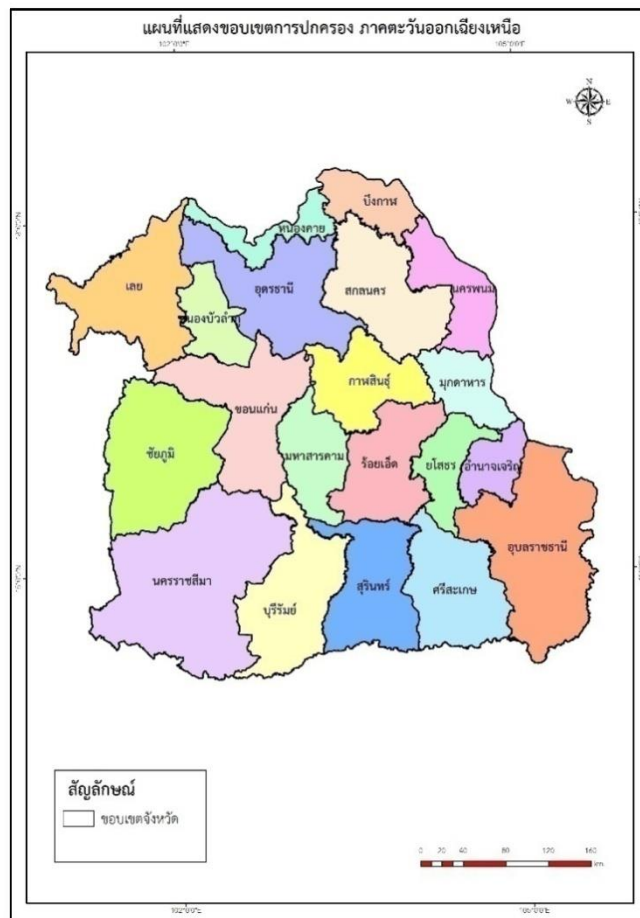 แผนที่แสดงขอบเขตการปกครอง ภาคตะวันออกเฉียงเหนือ
102°0'0"E
105°0'0"E
N
W E
S
บึงกาฬ
หนองคาย
เลย
อุดรธานี
สกลนคร
นครพนม
หนองบัวลำภู
กาฬสินธุ์
มุกดาหาร
ขอนแก่น
ชัยภูมิ
มหาสารคาม
ร้อยเอ็ด
ยโสธร
อำนาจเจริญ
อุบลราชธานี
นครราชสีมา
บุรีรัมย์
สุรินทร์
ศรีสะเกษ
สัญลักษณ์
ขอบเขตจังหวัด
0 20 40 80 120 160
km
102°0'0"E